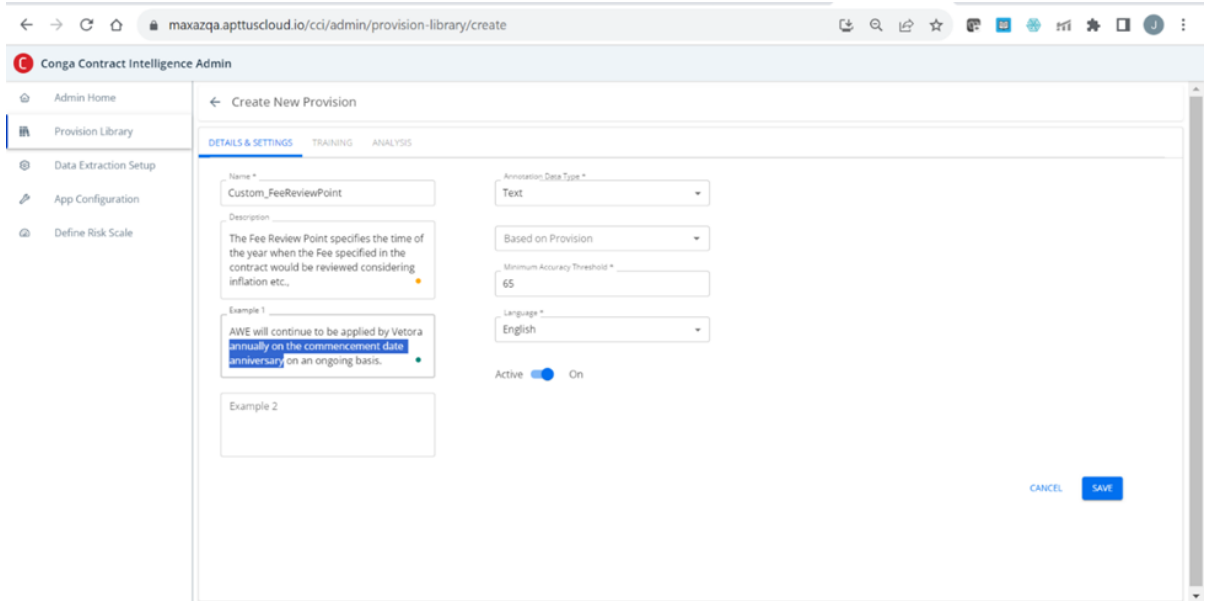 maxazqa.apttuscloud.io/cci/admin/provision-library/create
J
C Conga Contract Intelligence Admin
Admin Home
Provision Library
Data Extraction Setup
App Configuration
Define Risk Scale
Create New Provision
DETAILS & SETTINGS TRAINING ANALYSIS
Name *
Custom_FeeReviewPoint
Description
The Fee Review Point specifies the time of
the year when the Fee specified in the
contract would be reviewed considering
inflation etc.,
Example 1
AWE will continue to be applied by Vetora
annually on the commencement date
anniversary on an ongoing basis.
Example 2
Annotation Data Type *
Text
Based on Provision
Minimum Accuracy Threshold *
65
Language *
English
Active On
CANCEL SAVE